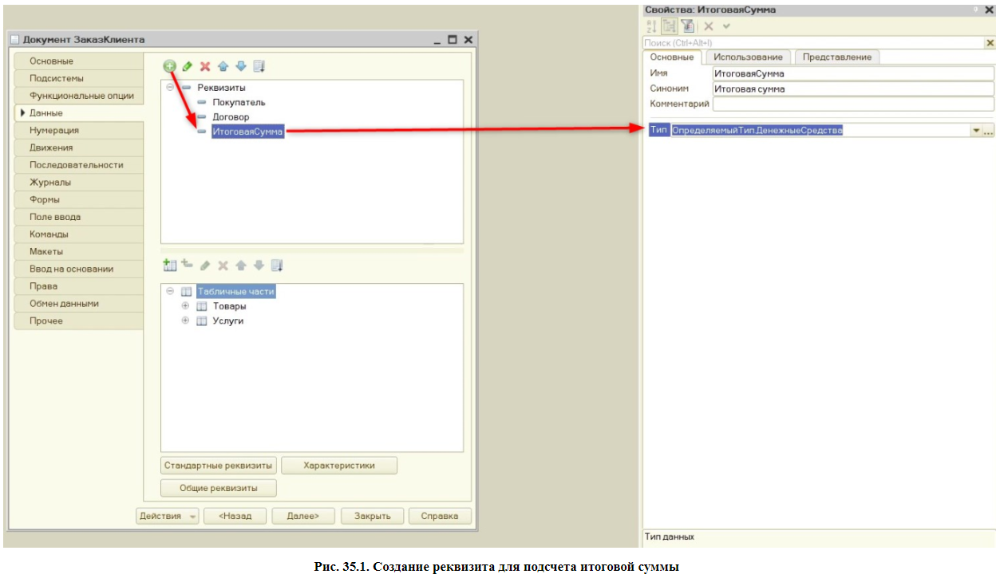 Документ ЗаказКлиента
Основные
Подсистемы
Функциональные опции
Данные
Нумерация
Движения
Последовательности
Журналы
Формы
Поле ввода
Команды
Макеты
Ввод на основании
Права
Обмен данными
Прочее
Реквизиты
Покупатель
Договор
ИтоговаяСумма
Табличные части
Товары
Услуги
Стандартные реквизиты
Характеристики
Общие реквизиты
Действия
<Назад
Далее>
Закрыть
Справка
Свойства: ИтоговаяСумма
Поиск (Ctrl+Alt+I)
Основные
Использование
Представление
Имя ИтоговаяСумма
Синоним Итоговая сумма
Комментарий
Тип ОпределяемыйТип.ДенежныеСредства
...
Тип данных
Рис. 35.1. Создание реквизита для подсчета итоговой суммы